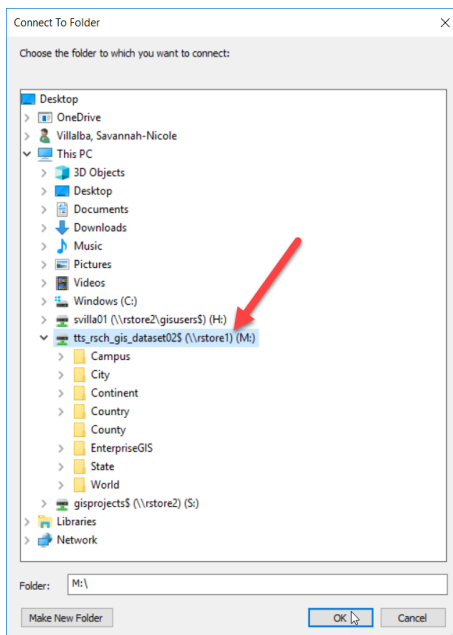 Connect To Folder
Choose the folder to which you want to connect:
Desktop
OneDrive
Villalba, Savannah-Nicole
This PC
3D Objects
Desktop
Documents
Downloads
Music
Pictures
Videos
Windows (C:)
svilla01 (\\rstore2\gisusers$) (H:)
tts_rsch_gis_dataset02$ (\\rstore1) (M:)
Campus
City
Continent
Country
County
EnterpriseGIS
State
World
gisprojects$ (\\rstore2) (S:)
Libraries
Network
Folder: M:\
Make New Folder OK Cancel